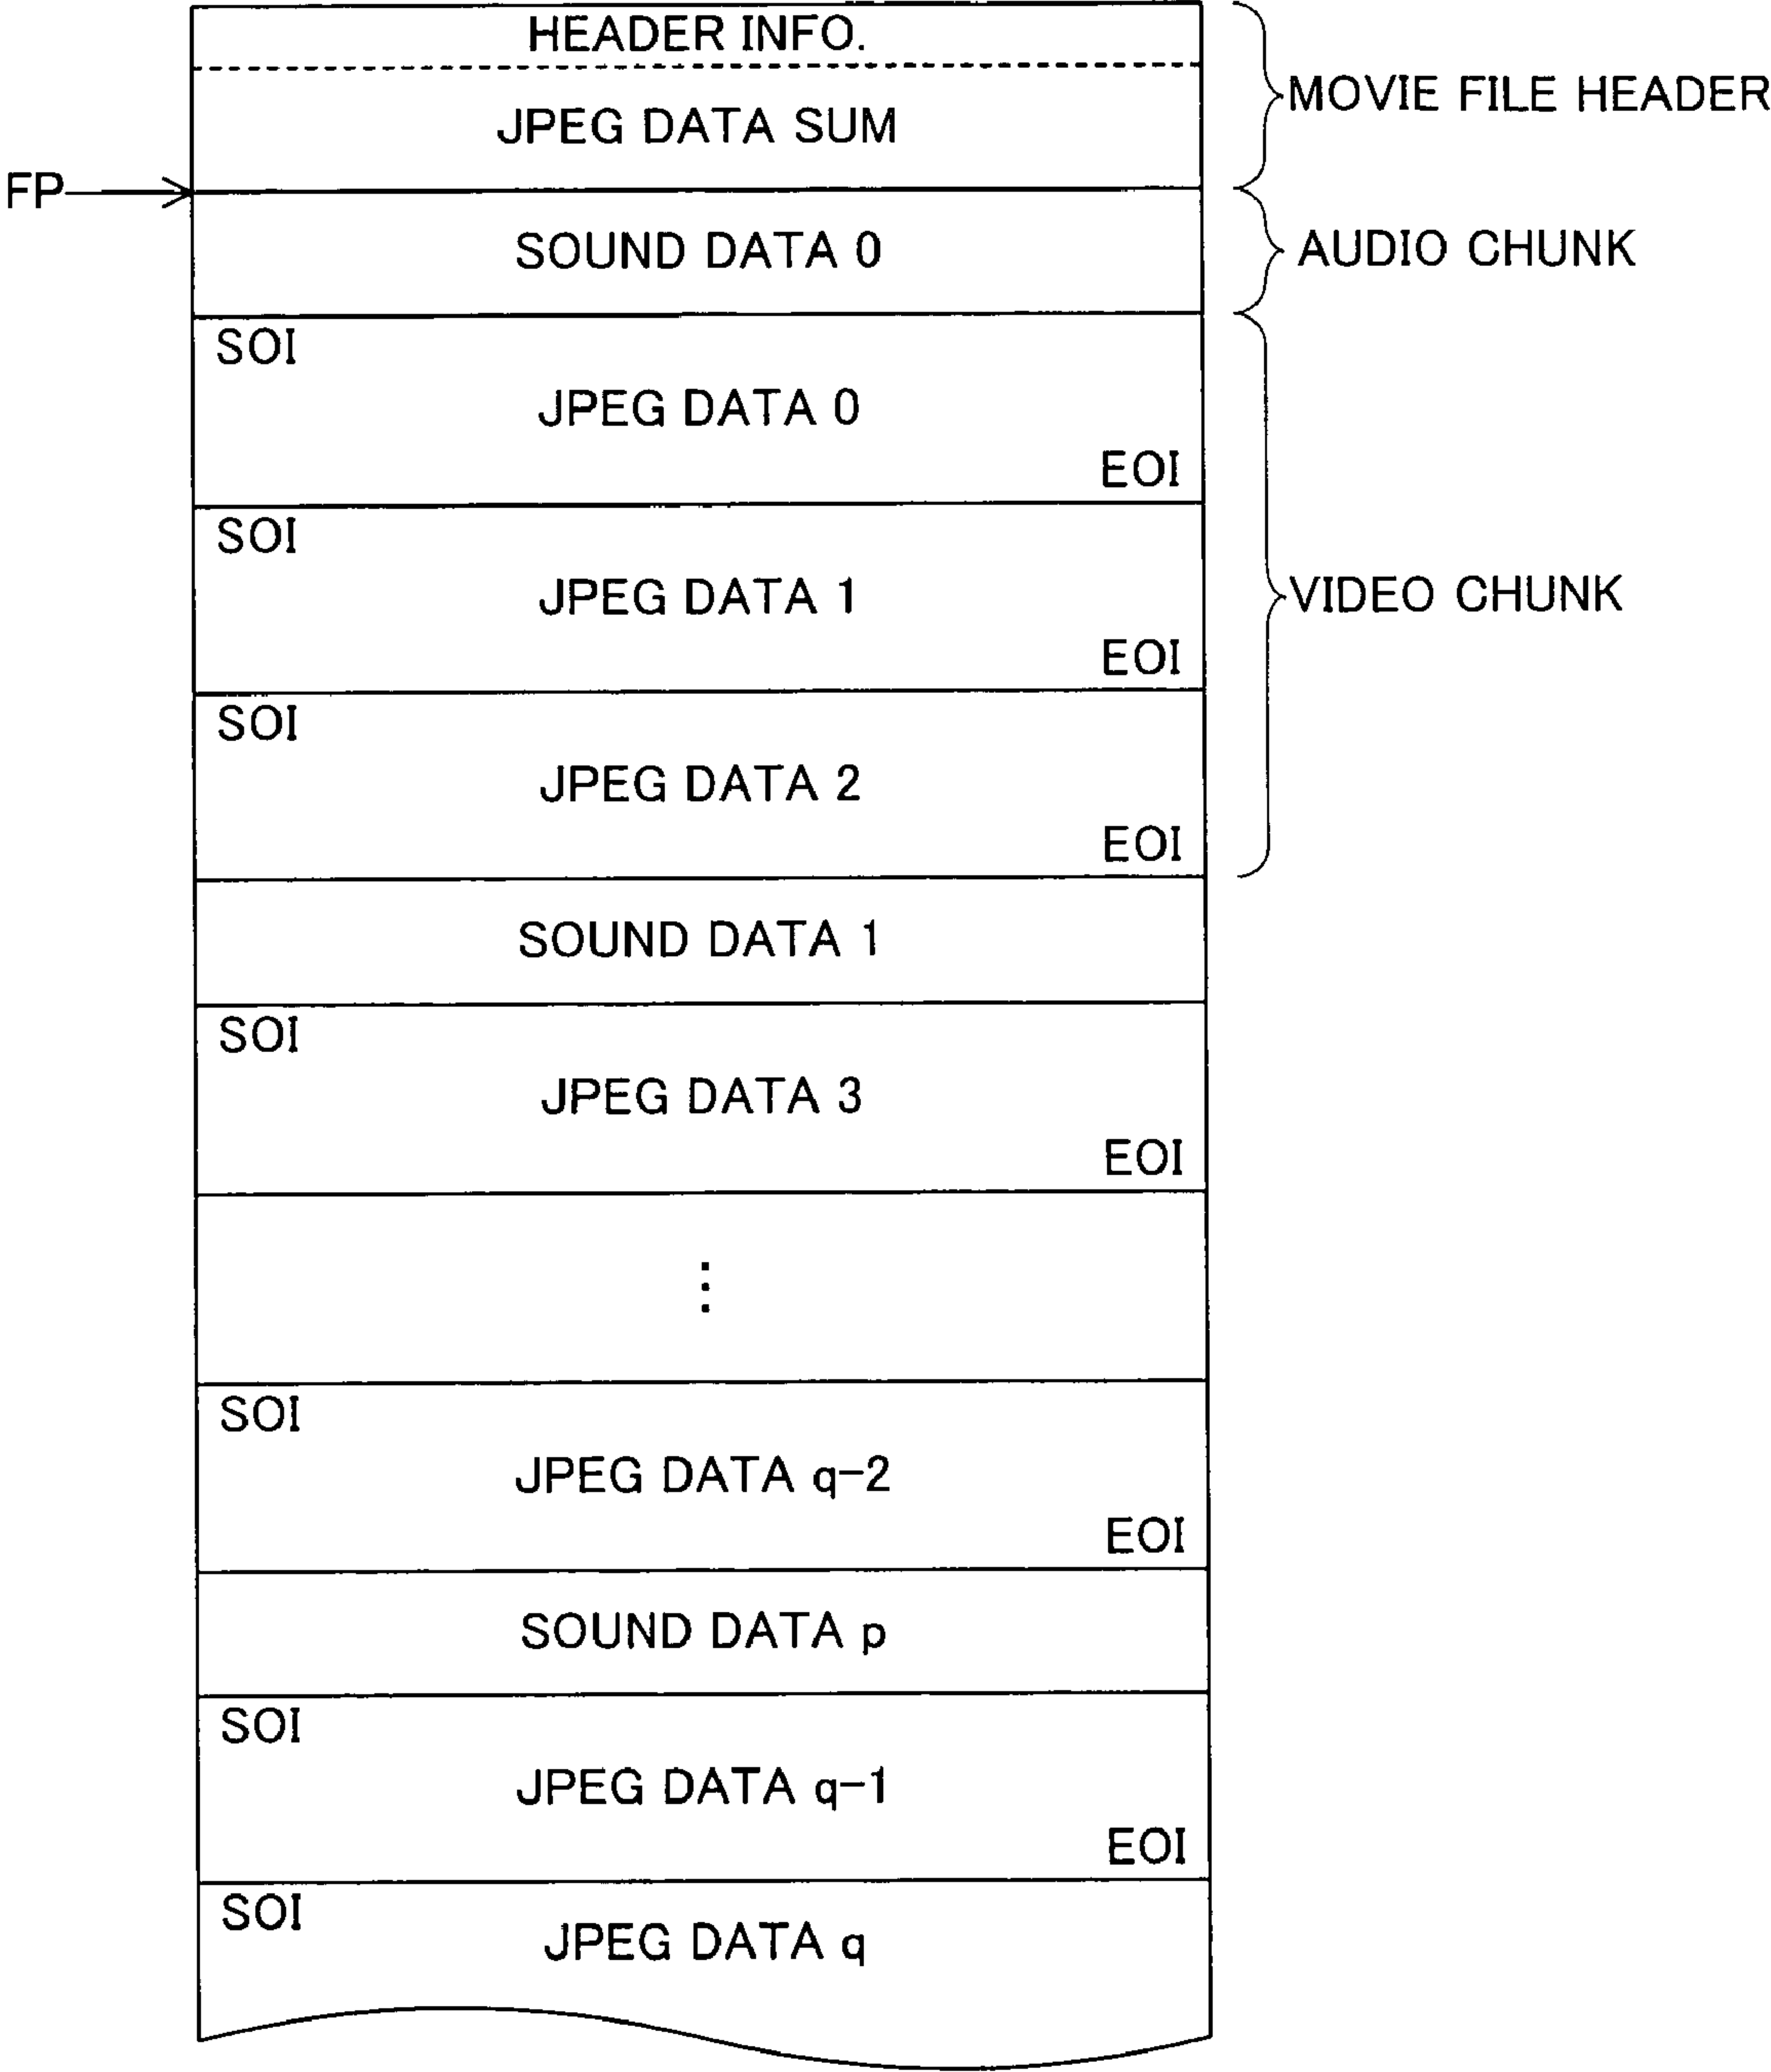 HEADER INFO.
JPEG DATA SUM
MOVIE FILE HEADER
FP
SOUND DATA 0
AUDIO CHUNK
SOI
JPEG DATA 0
EOI
SOI
JPEG DATA 1
VIDEO CHUNK
EOI
SOI
JPEG DATA 2
EOI
SOUND DATA 1
SOI
JPEG DATA 3
EOI
⋮
SOI
JPEG DATA q-2
EOI
SOUND DATA p
SOI
JPEG DATA q-1
EOI
SOI
JPEG DATA q